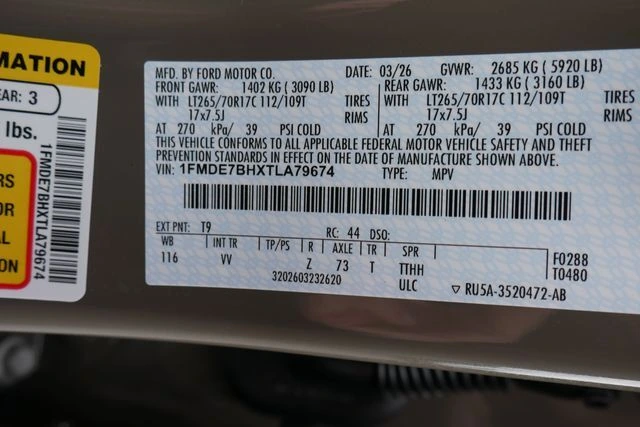 MATION
EAR: 3
lbs.
RS
OR
AL
ION
1FMDE7BHXTLA79674
MFD. BY FORD MOTOR CO. DATE: 03/26 GVWR: 2685 KG ( 5920 LB)
FRONT GAWR: 1402 KG ( 3090 LB) REAR GAWR: 1433 KG ( 3160 LB)
WITH LT265/70R17C 112/109T TIRES WITH LT265/70R17C 112/109T TIRES
17x7.5J RIMS 17x7.5J RIMS
AT 270 kPa/ 39 PSI COLD AT 270 kPa/ 39 PSI COLD
THIS VEHICLE CONFORMS TO ALL APPLICABLE FEDERAL MOTOR VEHICLE SAFETY AND THEFT
PREVENTION STANDARDS IN EFFECT ON THE DATE OF MANUFACTURE SHOWN ABOVE.
VIN: 1FMDE7BHXTLA79674 TYPE: MPV
EXT PNT: T9 RC: 44 DSO: F0288
WB INT TR TP/PS R AXLE TR SPR T0480
116 VV Z 73 T TTHH
3202603232620 ULC ▽ RU5A-3520472-AB